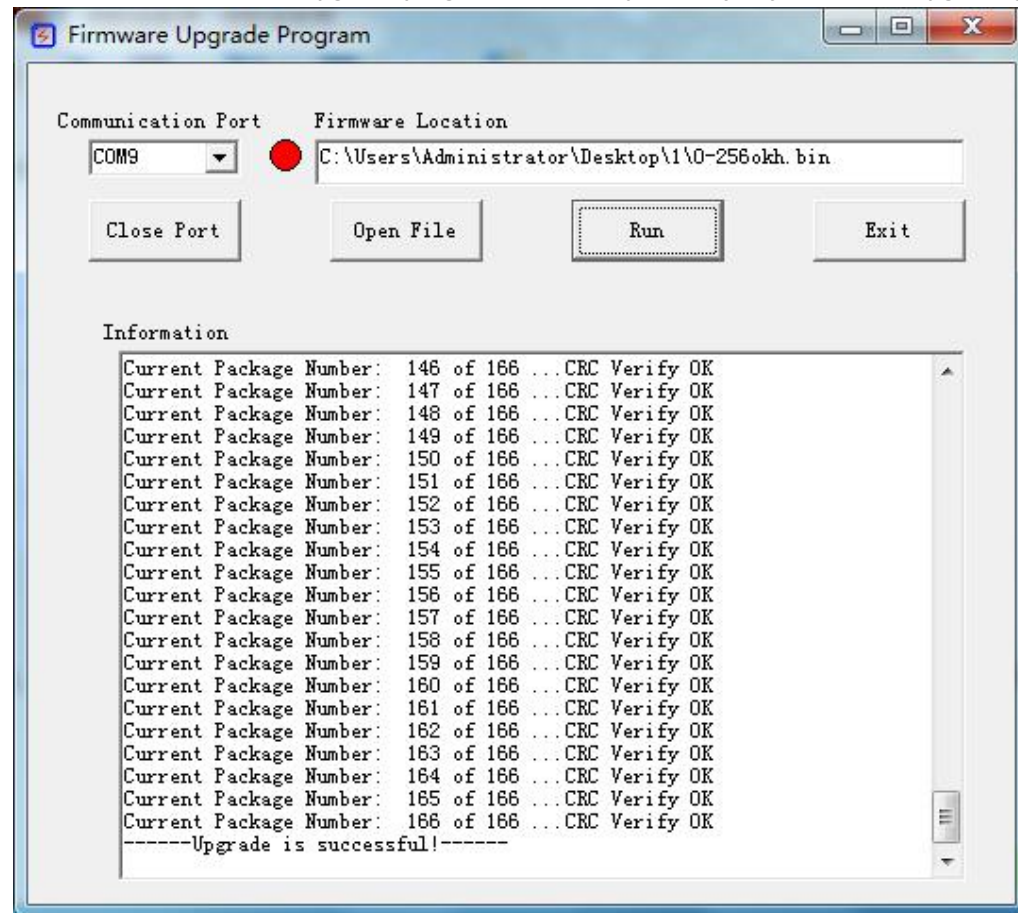 Firmware Upgrade Program
Communication Port Firmware Location
COM9 C:\Users\Administrator\Desktop\1\0-256okh.bin
Close Port Open File Run Exit
Information
Current Package Number: 146 of 166 ...CRC Verify OK
Current Package Number: 147 of 166 ...CRC Verify OK
Current Package Number: 148 of 166 ...CRC Verify OK
Current Package Number: 149 of 166 ...CRC Verify OK
Current Package Number: 150 of 166 ...CRC Verify OK
Current Package Number: 151 of 166 ...CRC Verify OK
Current Package Number: 152 of 166 ...CRC Verify OK
Current Package Number: 153 of 166 ...CRC Verify OK
Current Package Number: 154 of 166 ...CRC Verify OK
Current Package Number: 155 of 166 ...CRC Verify OK
Current Package Number: 156 of 166 ...CRC Verify OK
Current Package Number: 157 of 166 ...CRC Verify OK
Current Package Number: 158 of 166 ...CRC Verify OK
Current Package Number: 159 of 166 ...CRC Verify OK
Current Package Number: 160 of 166 ...CRC Verify OK
Current Package Number: 161 of 166 ...CRC Verify OK
Current Package Number: 162 of 166 ...CRC Verify OK
Current Package Number: 163 of 166 ...CRC Verify OK
Current Package Number: 164 of 166 ...CRC Verify OK
Current Package Number: 165 of 166 ...CRC Verify OK
Current Package Number: 166 of 166 ...CRC Verify OK
------Upgrade is successful!------